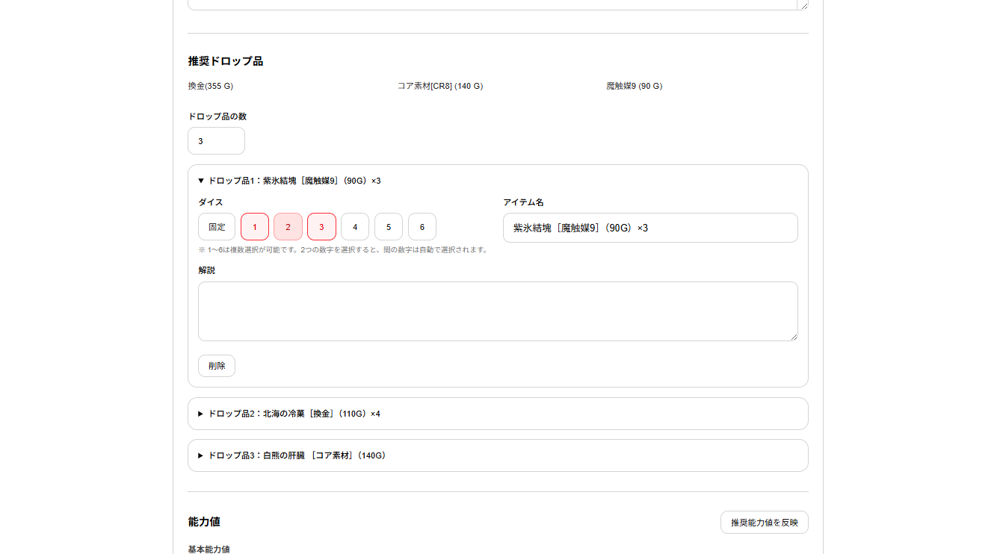 推奨ドロップ品
換金(355 G)
コア素材[CR8] (140 G)
魔触媒9 (90 G)
ドロップ品の数
3
▼ ドロップ品1：紫氷結塊［魔触媒9］（90G）×3
ダイス
アイテム名
固定 1 2 3 4 5 6
紫氷結塊［魔触媒9］（90G）×3
※ 1〜6は複数選択が可能です。2つの数字を選択すると、間の数字は自動で選択されます。
解説
削除
▶ ドロップ品2：北海の冷菓［換金］（110G）×4
▶ ドロップ品3：白熊の肝臓 ［コア素材］（140G）
能力値
推奨能力値を反映
基本能力値